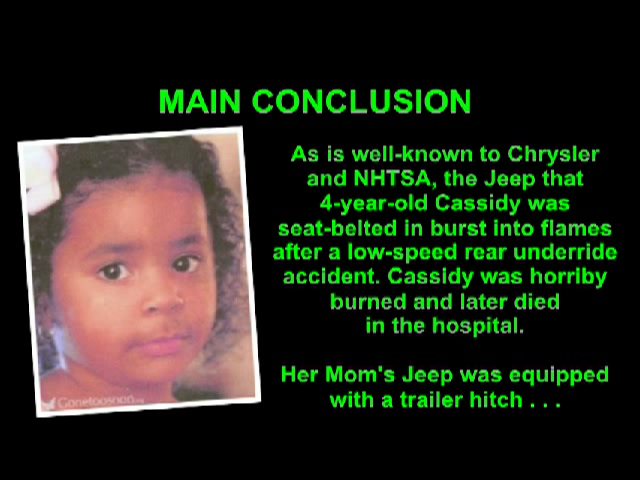 MAIN CONCLUSION
As is well-known to Chrysler
and NHTSA, the Jeep that
4-year-old Cassidy was
seat-belted in burst into flames
after a low-speed rear underride
accident. Cassidy was horriby
burned and later died
in the hospital.
Her Mom's Jeep was equipped
with a trailer hitch . . .
Gonetoosoon.org